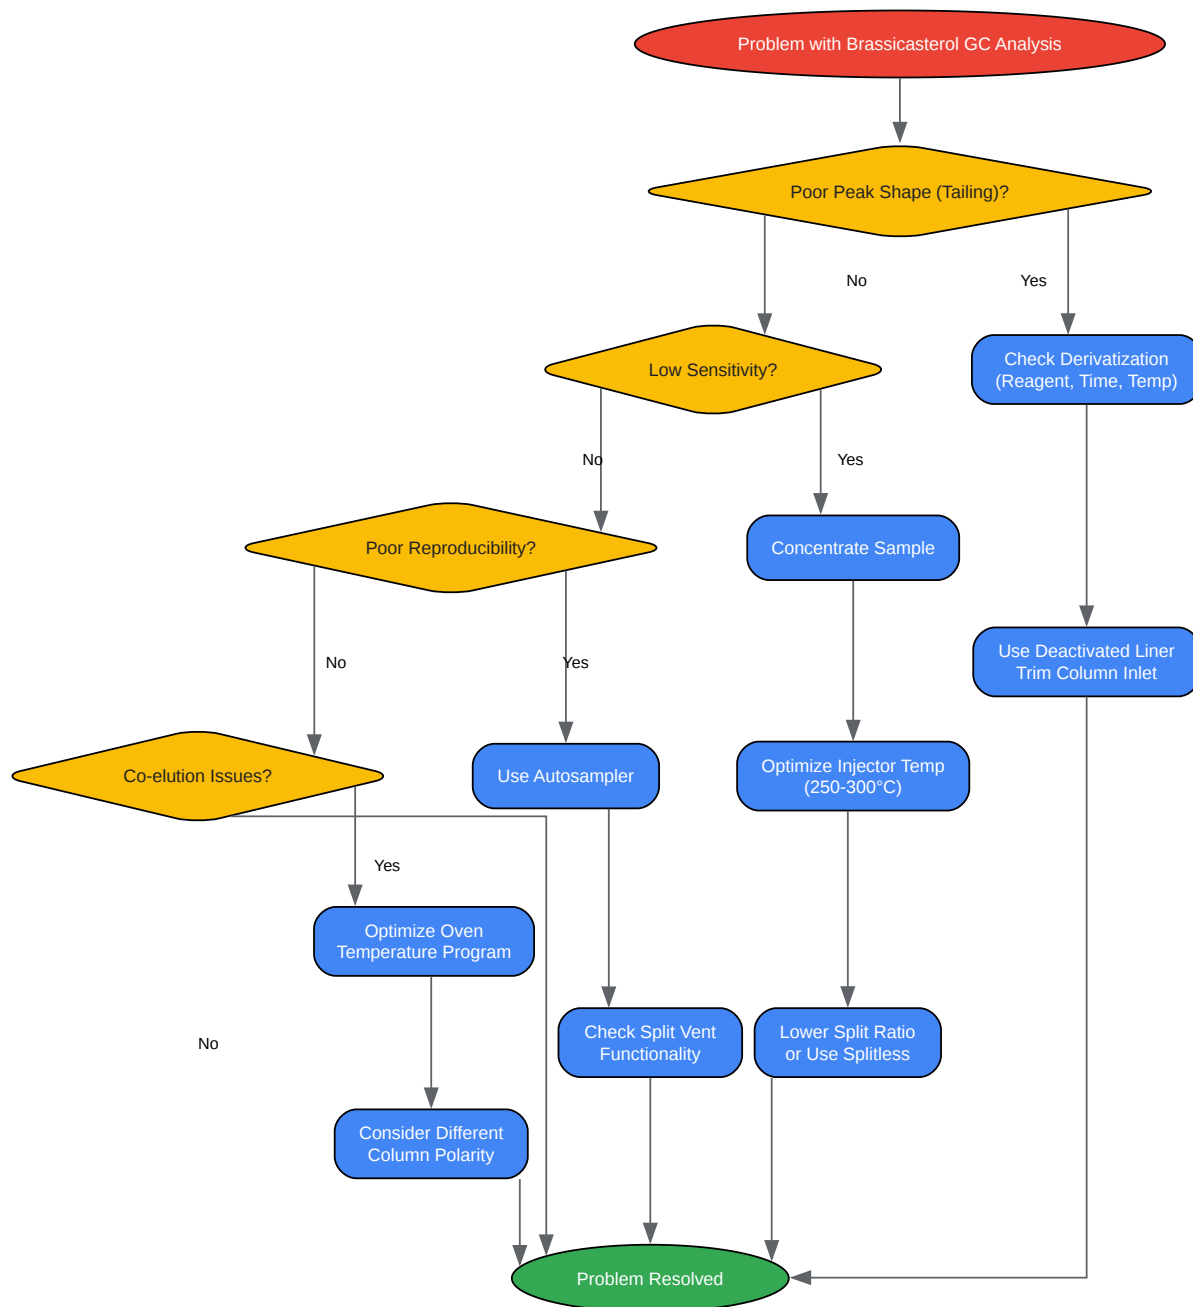 Problem with Brassicasterol GC Analysis
Poor Peak Shape (Tailing)?
No
Yes
Low Sensitivity?
Check Derivatization
(Reagent, Time, Temp)
No
Yes
Poor Reproducibility?
Concentrate Sample
No
Yes
Use Deactivated Liner
Trim Column Inlet
Co-elution Issues?
Use Autosampler
Optimize Injector Temp
(250-300°C)
Yes
Optimize Oven
Temperature Program
No
Check Split Vent
Functionality
Lower Split Ratio
or Use Splitless
Consider Different
Column Polarity
Problem Resolved